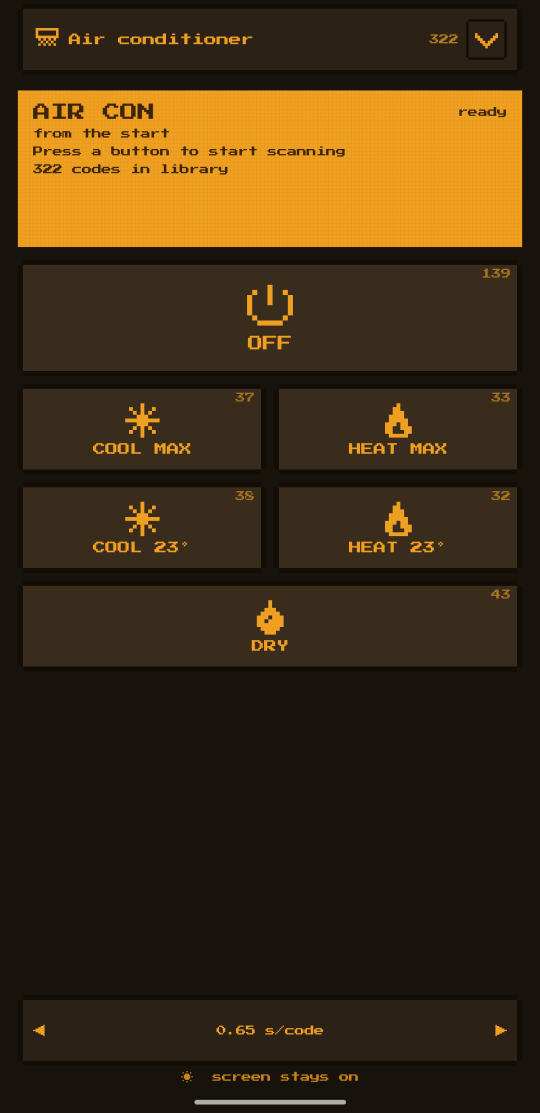 Air conditioner 322
AIR CON ready
from the start
Press a button to start scanning
322 codes in library
139
OFF
37
COOL MAX
33
HEAT MAX
38
COOL 23°
32
HEAT 23°
43
DRY
0.65 s/code
screen stays on